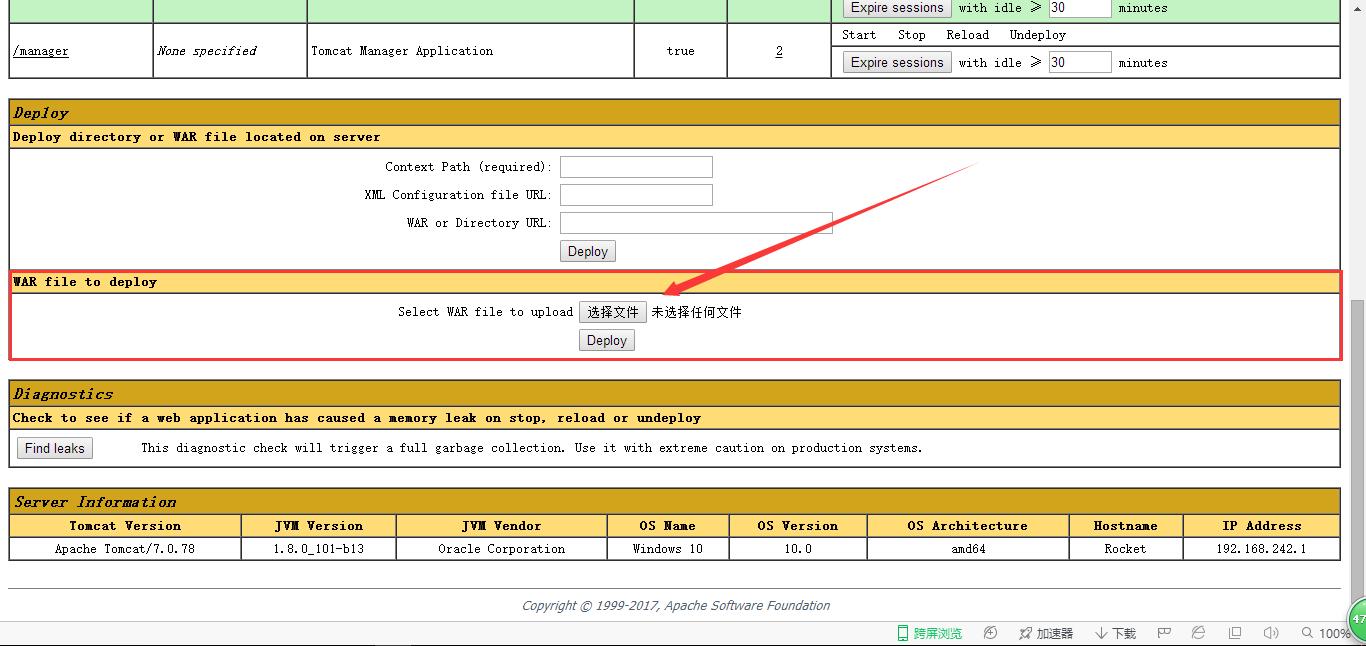 Expire sessions with idle ≥ 30 minutes
/manager None specified Tomcat Manager Application true 2 Start Stop Reload Undeploy
Expire sessions with idle ≥ 30 minutes
Deploy
Deploy directory or WAR file located on server
Context Path (required):
XML Configuration file URL:
WAR or Directory URL:
Deploy
WAR file to deploy
Select WAR file to upload 选择文件 未选择任何文件
Deploy
Diagnostics
Check to see if a web application has caused a memory leak on stop, reload or undeploy
Find leaks This diagnostic check will trigger a full garbage collection. Use it with extreme caution on production systems.
Server Information
Tomcat Version JVM Version JVM Vendor OS Name OS Version OS Architecture Hostname IP Address
Apache Tomcat/7.0.78 1.8.0_101-b13 Oracle Corporation Windows 10 10.0 amd64 Rocket 192.168.242.1
Copyright © 1999-2017, Apache Software Foundation
47
跨屏浏览 加速器 下载 100%